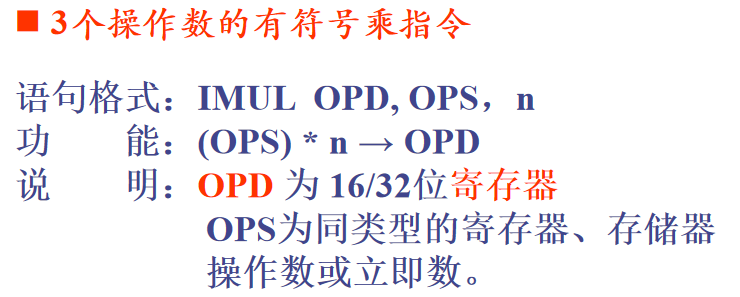 ■ 3个操作数的有符号乘指令
语句格式：IMUL OPD, OPS，n
功 能：(OPS) * n → OPD
说 明：OPD 为 16/32位寄存器
OPS为同类型的寄存器、存储器
操作数或立即数。